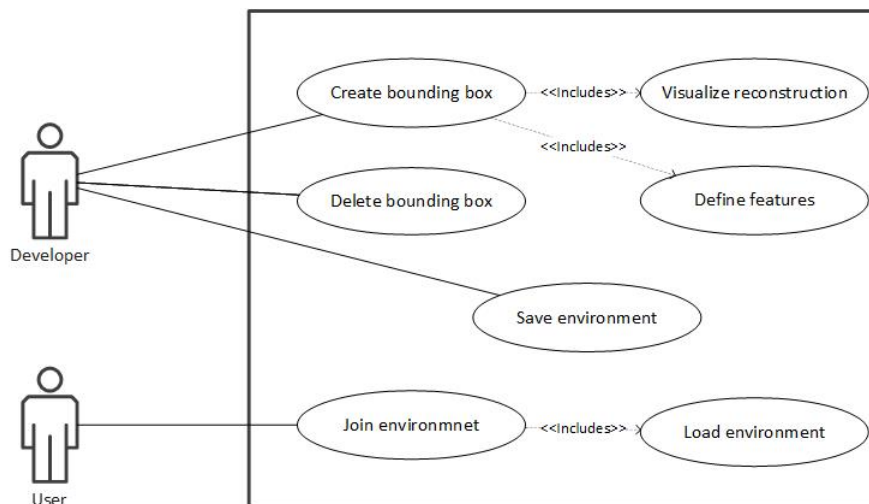 Create bounding box
<<Includes>>
Visualize reconstruction
<<Includes>>
Delete bounding box
Define features
Developer
Save environment
Join environmnet
<<Includes>>
Load environment
User